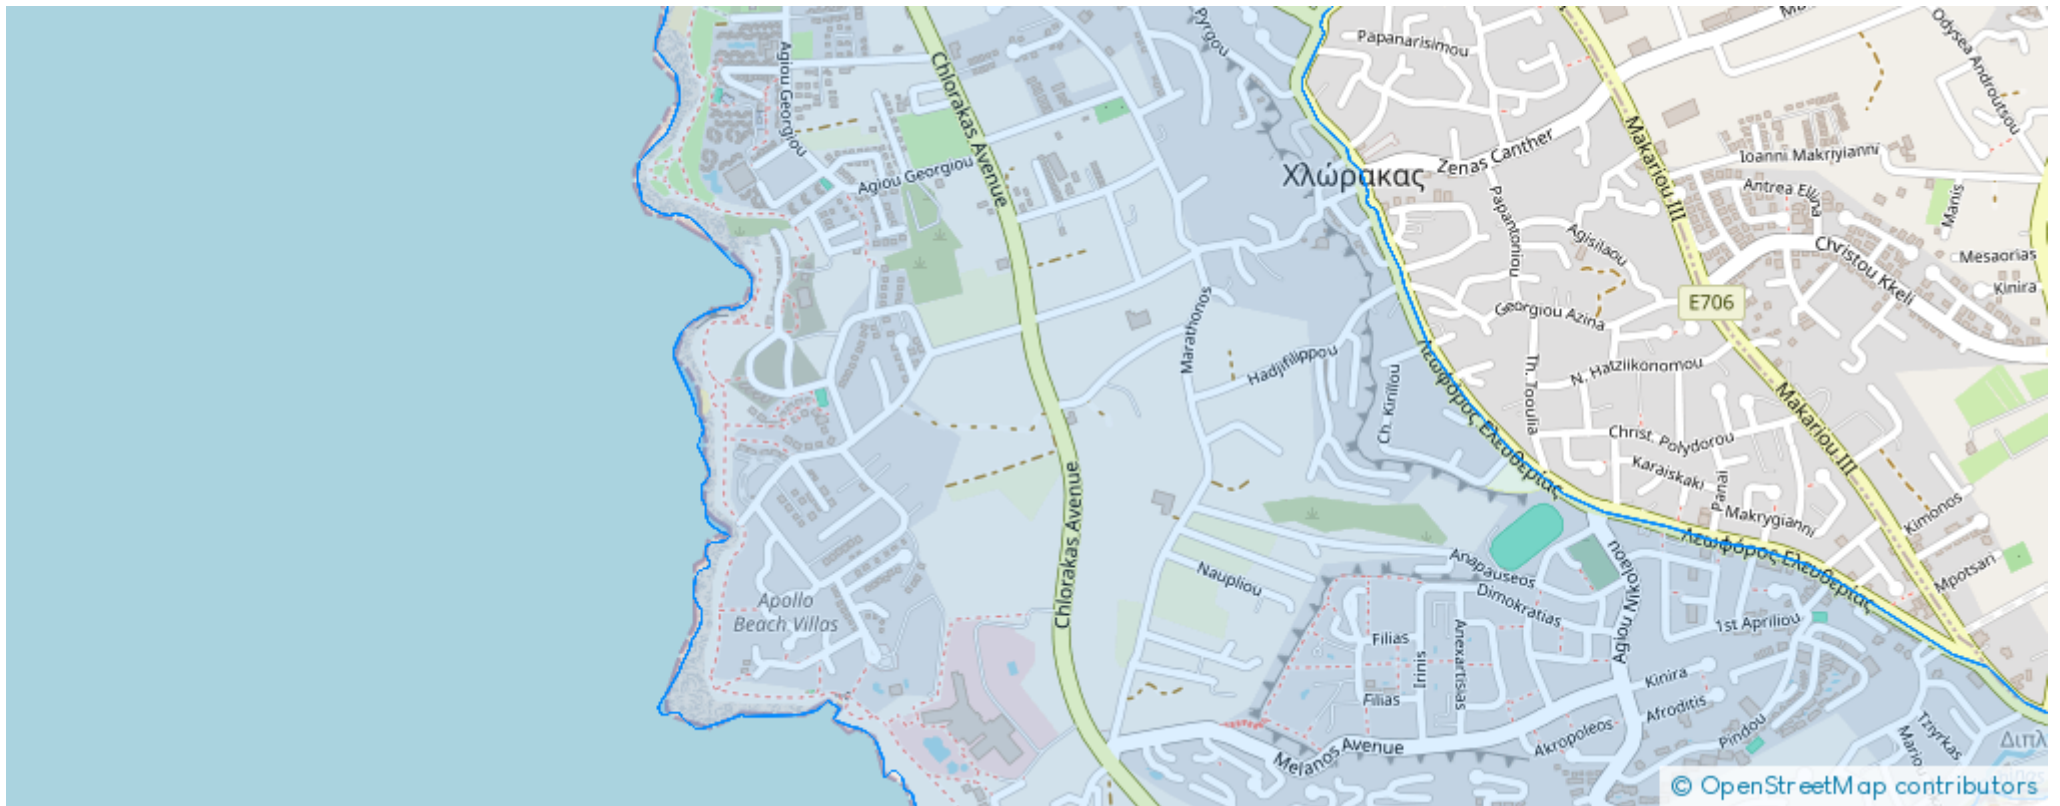 Pyrgou
Papanarisimou
Odysea Androutsou
Agiou Georgiou
Chlorakas Avenue
Makariou III
Zenas Canther
Ioanni Makriyianni
Χλώρακας
Agiou Georgiou
Antrea Ellina
Manis
Papantoniou
Agisilaou
Christou Kkeli
Mesaorias
Kinira
E706
Marathonos
Georgiou Azina
Hadjifilippou
Λεωφόρος Ελευθερίας
Th. Tooulia
N. Hatziikonomou
Ch. Kiriliou
Makariou III
Christ. Polydorou
Karaiskaki
Panai
Makrygianni
Kimonos
Chlorakas Avenue
Λεωφόρος Ελευθερίας
Mpotsari
Anapauseos
Naupliou
Dimokratias
Agiou Nikolaou
Apollo
Beach Villas
1st Apriliou
Filias
Irinis
Anexartisias
Kinira
Filias
Afroditis
Pindou
Akropoleos
Melanos Avenue
Tzyrkas
Mariou
Διπλ
© OpenStreetMap contributors